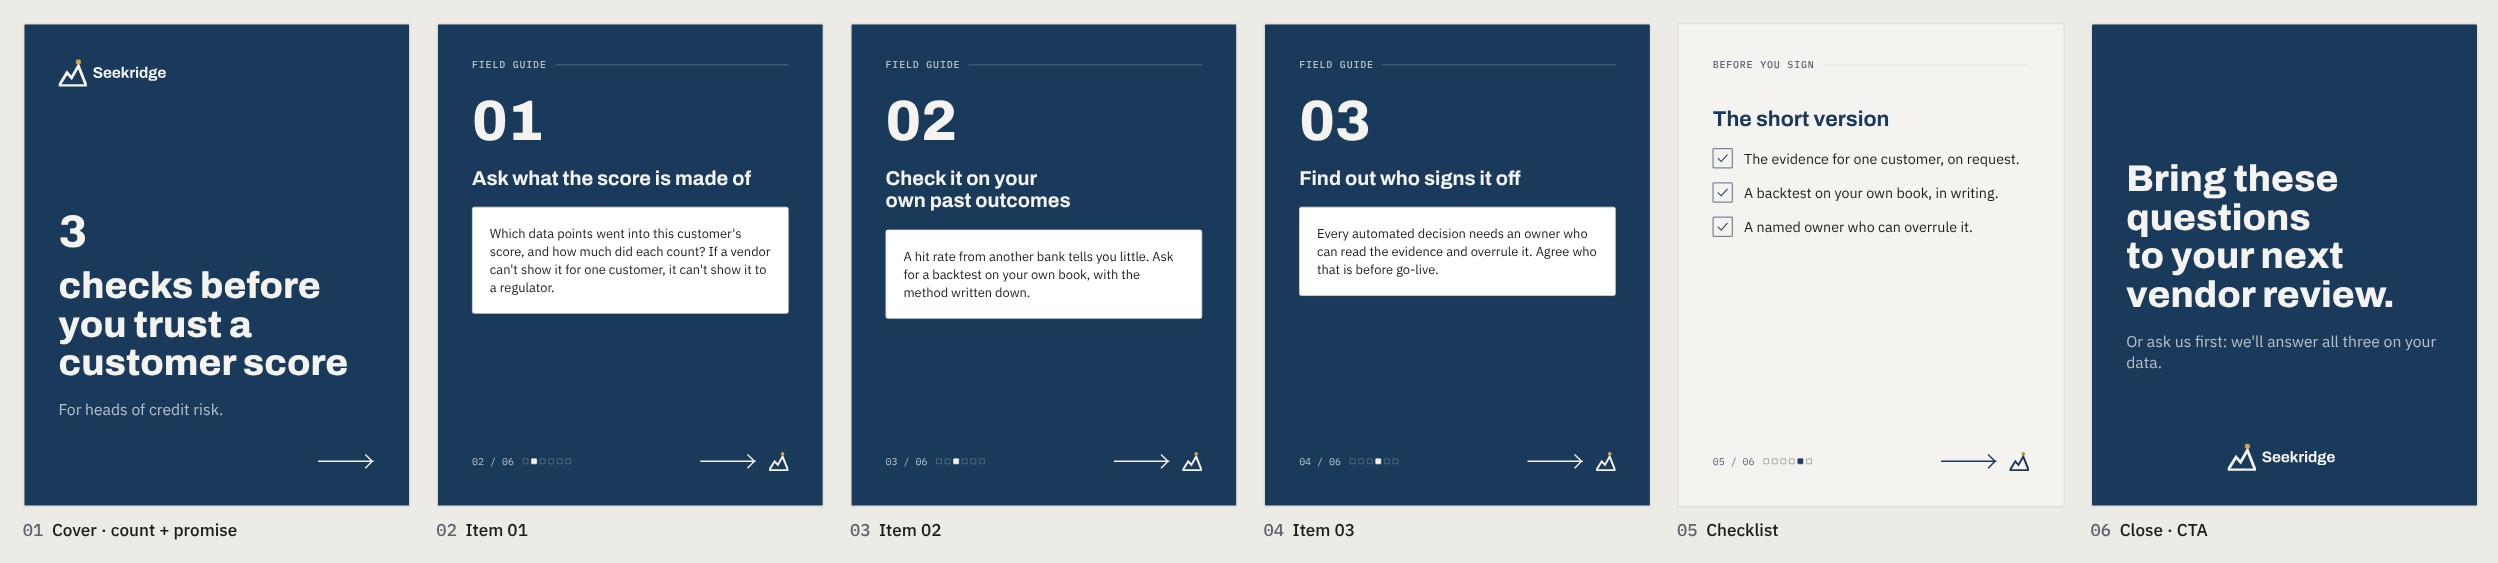 Seekridge
3
checks before
you trust a
customer score
For heads of credit risk.
01 Cover · count + promise
FIELD GUIDE
01
Ask what the score is made of
Which data points went into this customer's
score, and how much did each count? If a vendor
can't show it for one customer, it can't show it to
a regulator.
02 / 06
02 Item 01
FIELD GUIDE
02
Check it on your
own past outcomes
A hit rate from another bank tells you little. Ask
for a backtest on your own book, with the
method written down.
03 / 06
03 Item 02
FIELD GUIDE
03
Find out who signs it off
Every automated decision needs an owner who
can read the evidence and overrule it. Agree who
that is before go-live.
04 / 06
04 Item 03
BEFORE YOU SIGN
The short version
The evidence for one customer, on request.
A backtest on your own book, in writing.
A named owner who can overrule it.
05 / 06
05 Checklist
Bring these
questions
to your next
vendor review.
Or ask us first: we'll answer all three on your
data.
Seekridge
06 Close · CTA